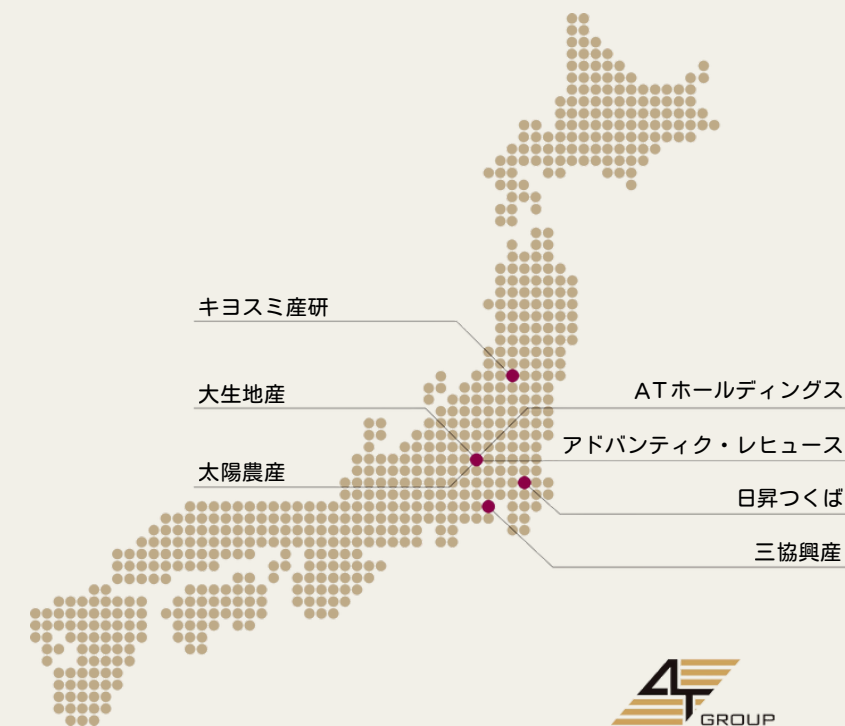 キヨスミ産研
大生地産
ATホールディングス
アドバンティク・レヒュース
太陽農産
日昇つくば
三協興産
AT
GROUP